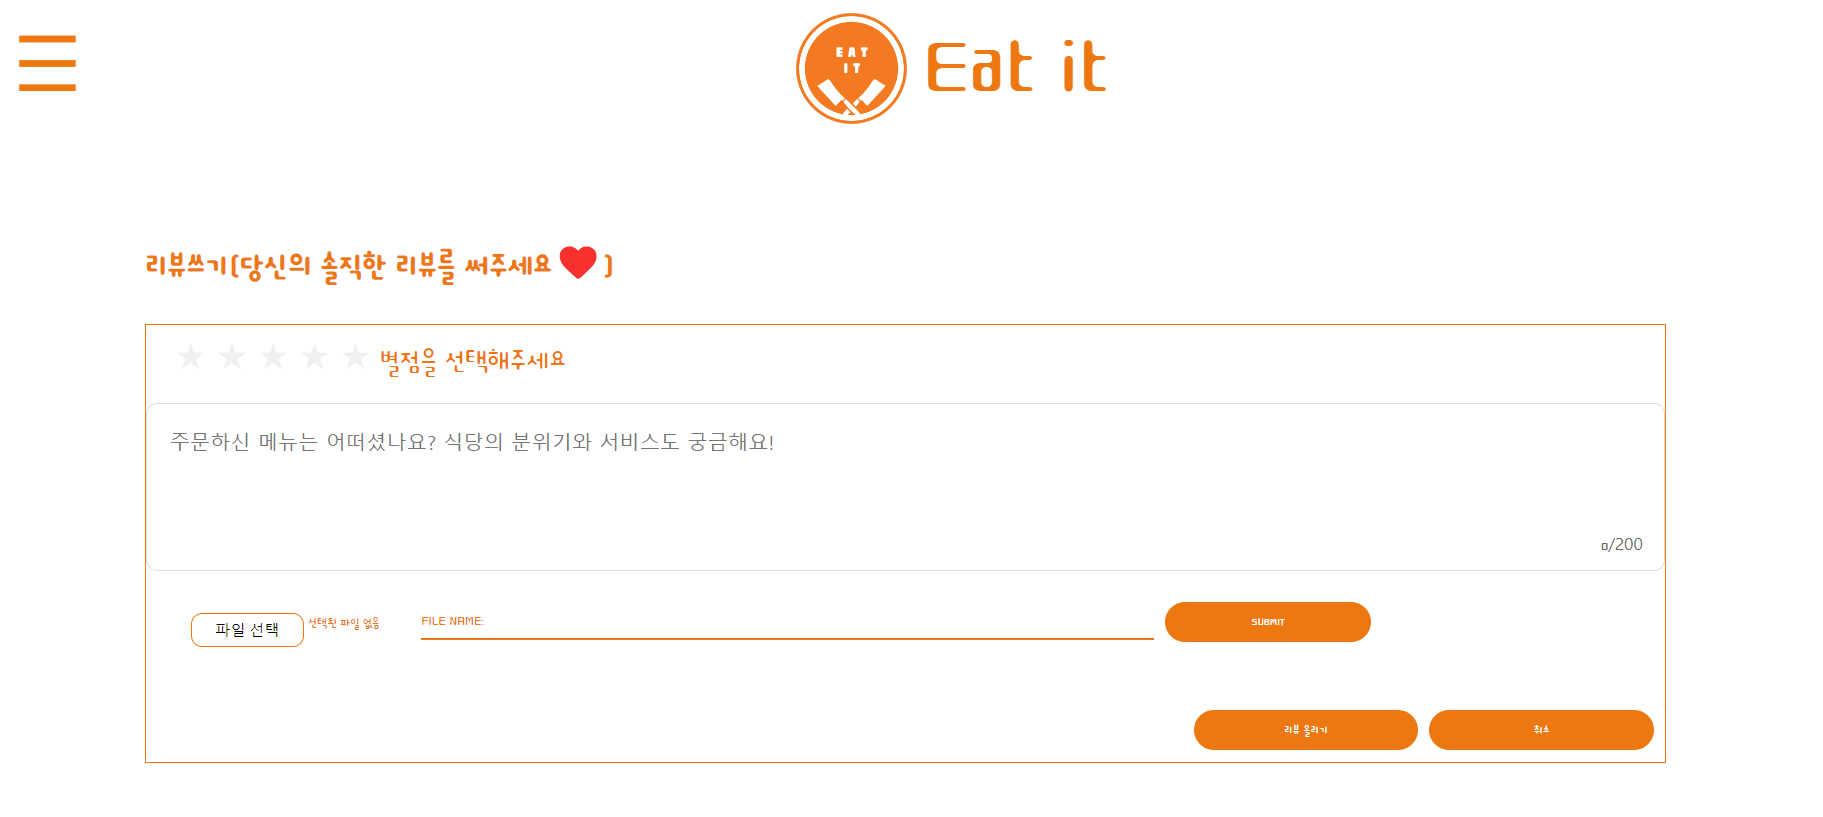 EAT
IT
Eat it
리뷰쓰기(당신의 솔직한 리뷰를 써주세요 )
별점을 선택해주세요
주문하신 메뉴는 어떠셨나요? 식당의 분위기와 서비스도 궁금해요!
0/200
파일 선택 선택된 파일 없음 FILE NAME: SUBMIT
리뷰 올리기 취소